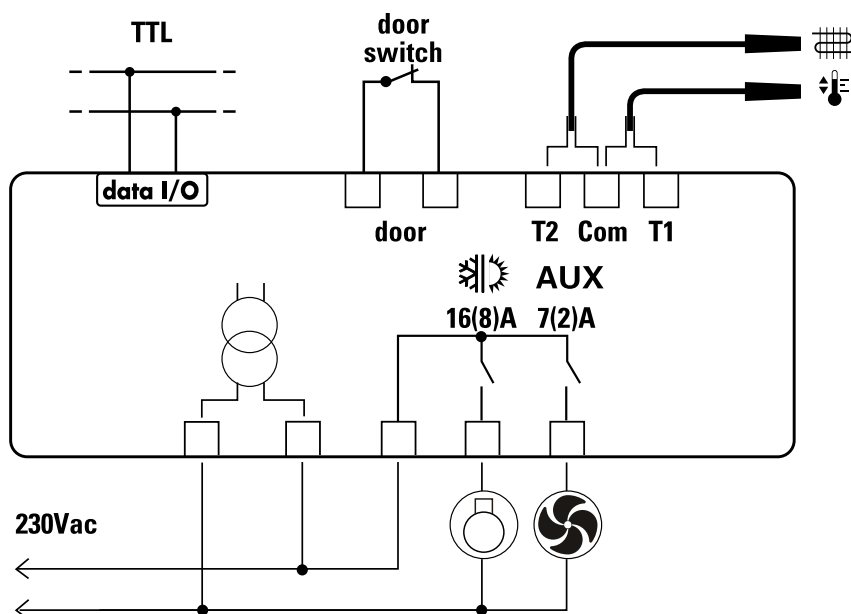 TTL
door
switch
data I/O
door
T2 Com T1
AUX
16(8)A 7(2)A
230Vac